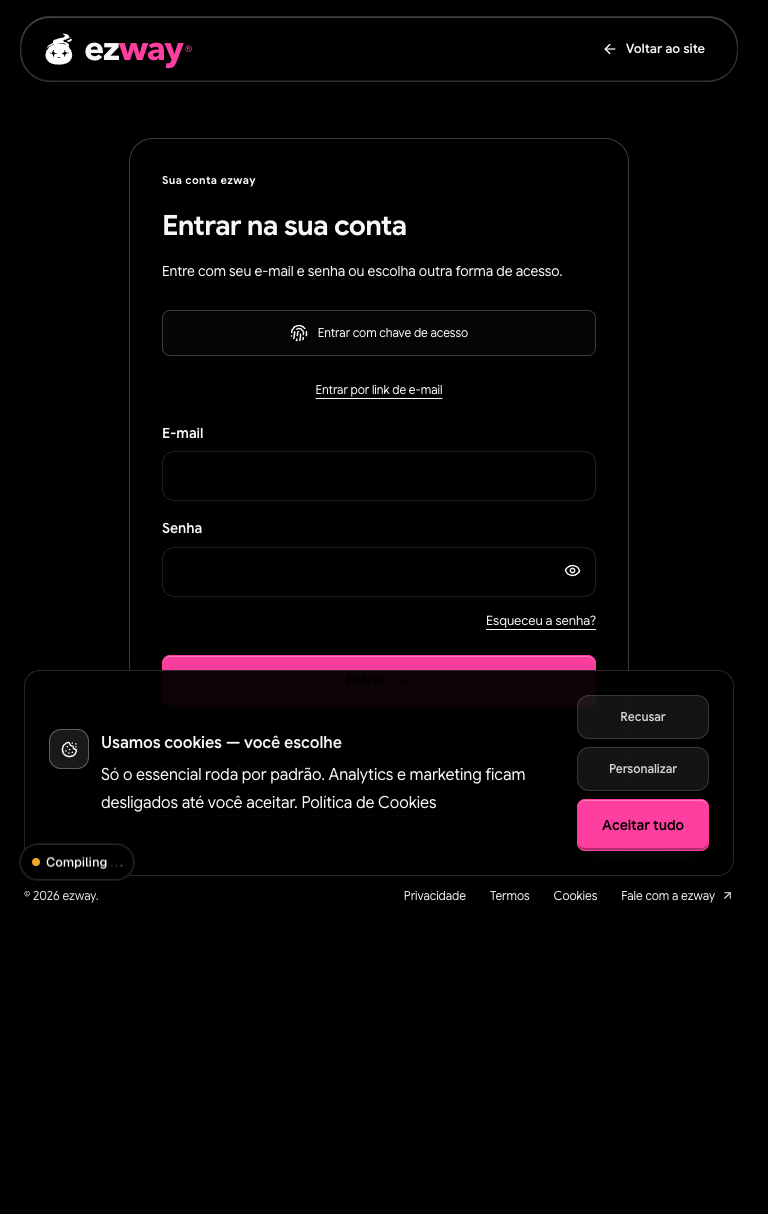 ezway®
Voltar ao site
Sua conta ezway
Entrar na sua conta
Entre com seu e-mail e senha ou escolha outra forma de acesso.
Entrar com chave de acesso
Entrar por link de e-mail
E-mail
Senha
Esqueceu a senha?
Entrar
Recusar
Usamos cookies — você escolhe
Personalizar
Só o essencial roda por padrão. Analytics e marketing ficam
desligados até você aceitar. Política de Cookies
Aceitar tudo
Compiling ...
© 2026 ezway.
Privacidade Termos Cookies Fale com a ezway